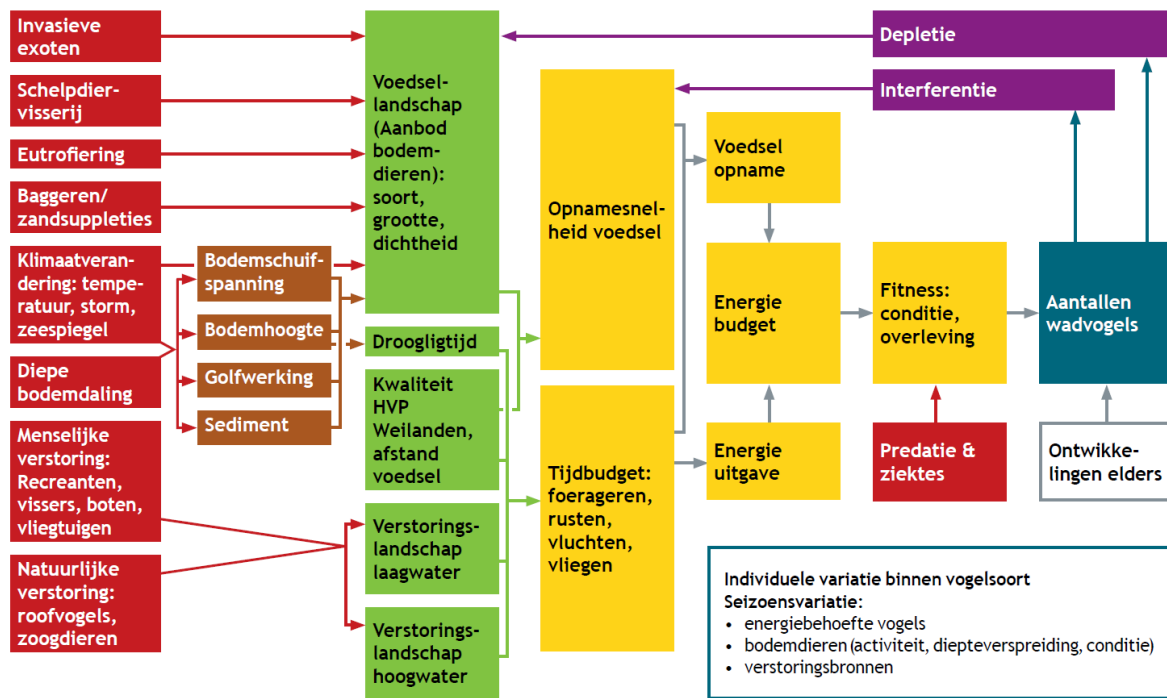 Invasieve
exoten
Schelpdier-
visserij
Eutrofiering
Baggeren/
zandsuppleties
Klimaatveran-
dering: tempe-
ratuur, storm,
zeespiegel
Diepe
bodemdaling
Menselijke
verstoring:
Recreanten,
vissers, boten,
vliegtuigen
Natuurlijke
verstoring:
roofvogels,
zoogdieren
Bodemschuif-
spanning
Bodemhoogte
Golfwerking
Sediment
Voedsel-
landschap
(Aanbod
bodem-
dieren):
soort,
grootte,
dichtheid
Droogligtijd
Kwaliteit
HVP
Weilanden,
afstand
voedsel
Verstorings-
landschap
laagwater
Verstorings-
landschap
hoogwater
Opnamesnel-
heid voedsel
Tijdbudget:
foerageren,
rusten,
vluchten,
vliegen
Voedsel
opname
Energie
budget
Energie
uitgave
Depletie
Interferentie
Fitness:
conditie,
overleving
Predatie &
ziektes
Aantallen
wadvogels
Ontwikke-
lingen elders
Individuele variatie binnen vogelsoort
Seizoensvariatie:
• energiebehoefte vogels
• bodemdieren (activiteit, diepteverspreiding, conditie)
• verstoringsbronnen